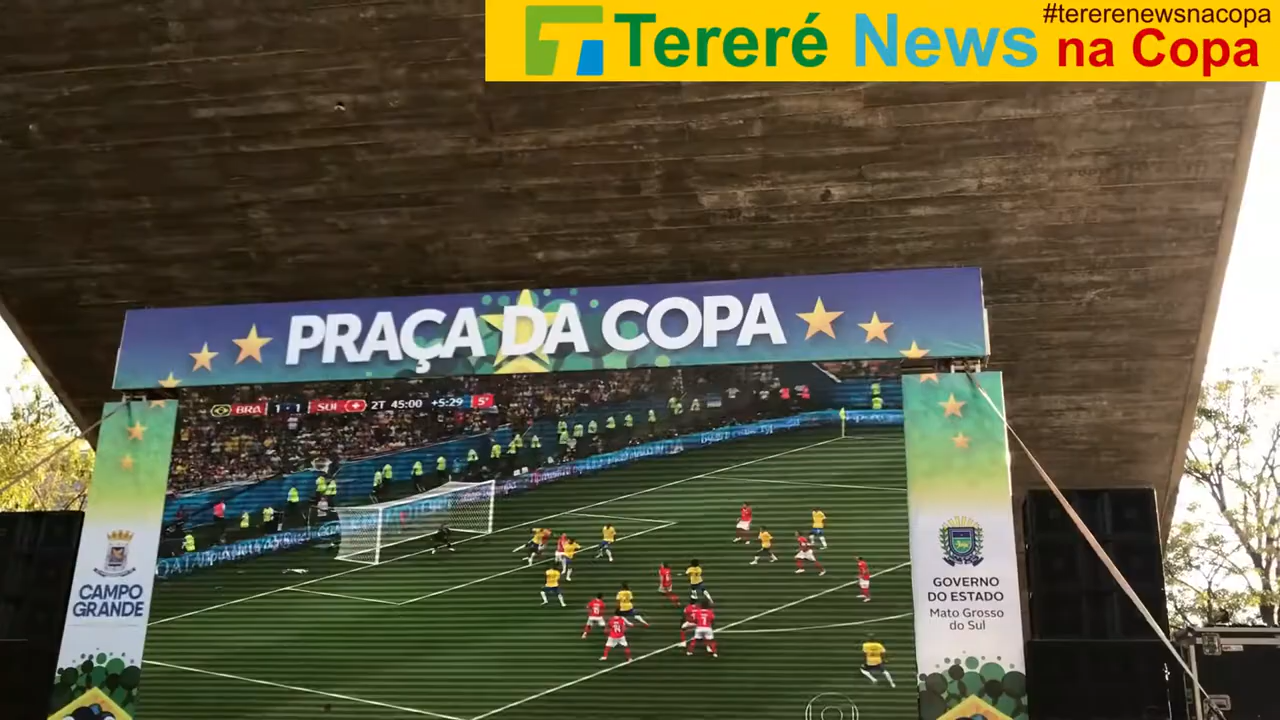 #tererenewsnacopa
Tereré News na Copa
PRAÇA DA COPA
BRA 1 1 SUI 2T 45:00 +5:29 5'
CAMPO
GRANDE
GOVERNO
DO ESTADO
Mato Grosso
do Sul